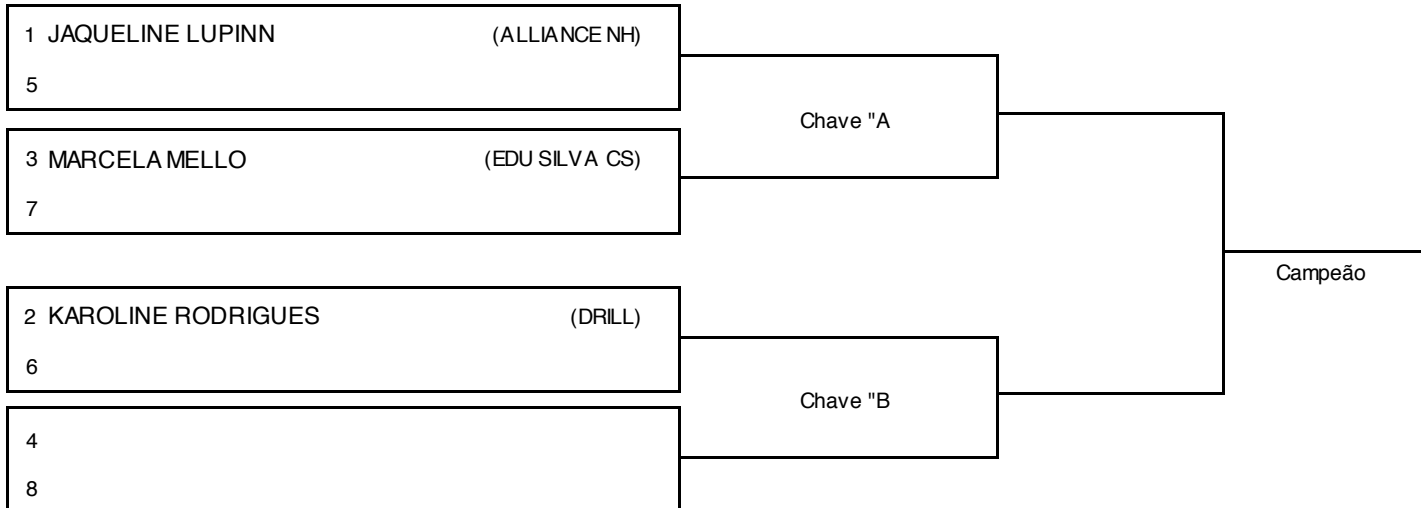 1 JAQUELINE LUPINN (ALLIANCE NH)
5
Chave "A
3 MARCELA MELLO (EDU SILVA CS)
7
Campeão
2 KAROLINE RODRIGUES (DRILL)
6
Chave "B
4
8